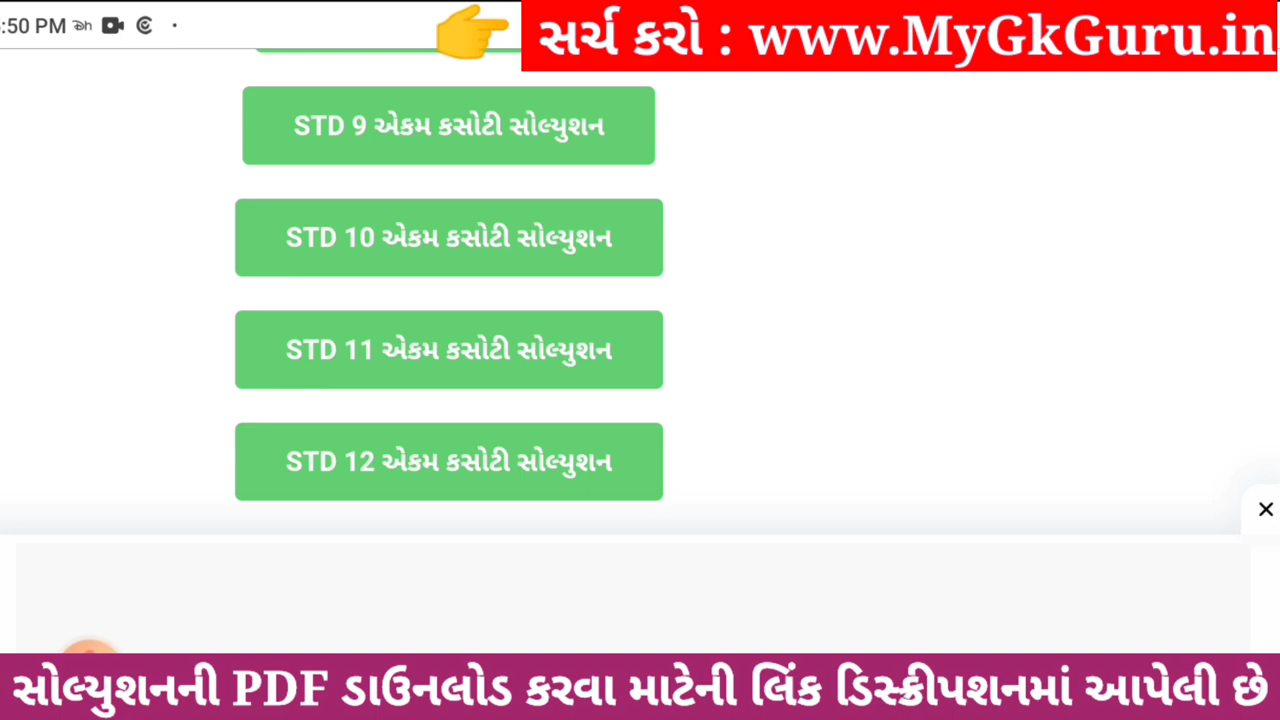 :50 PM
સર્ચ કરો : www.MyGkGuru.in
STD 9 એકમ કસોટી સોલ્યુશન
STD 10 એકમ કસોટી સોલ્યુશન
STD 11 એકમ કસોટી સોલ્યુશન
STD 12 એકમ કસોટી સોલ્યુશન
સોલ્યુશનની PDF ડાઉનલોડ કરવા માટેની લિંક ડિસ્ક્રીપશનમાં આપેલી છે